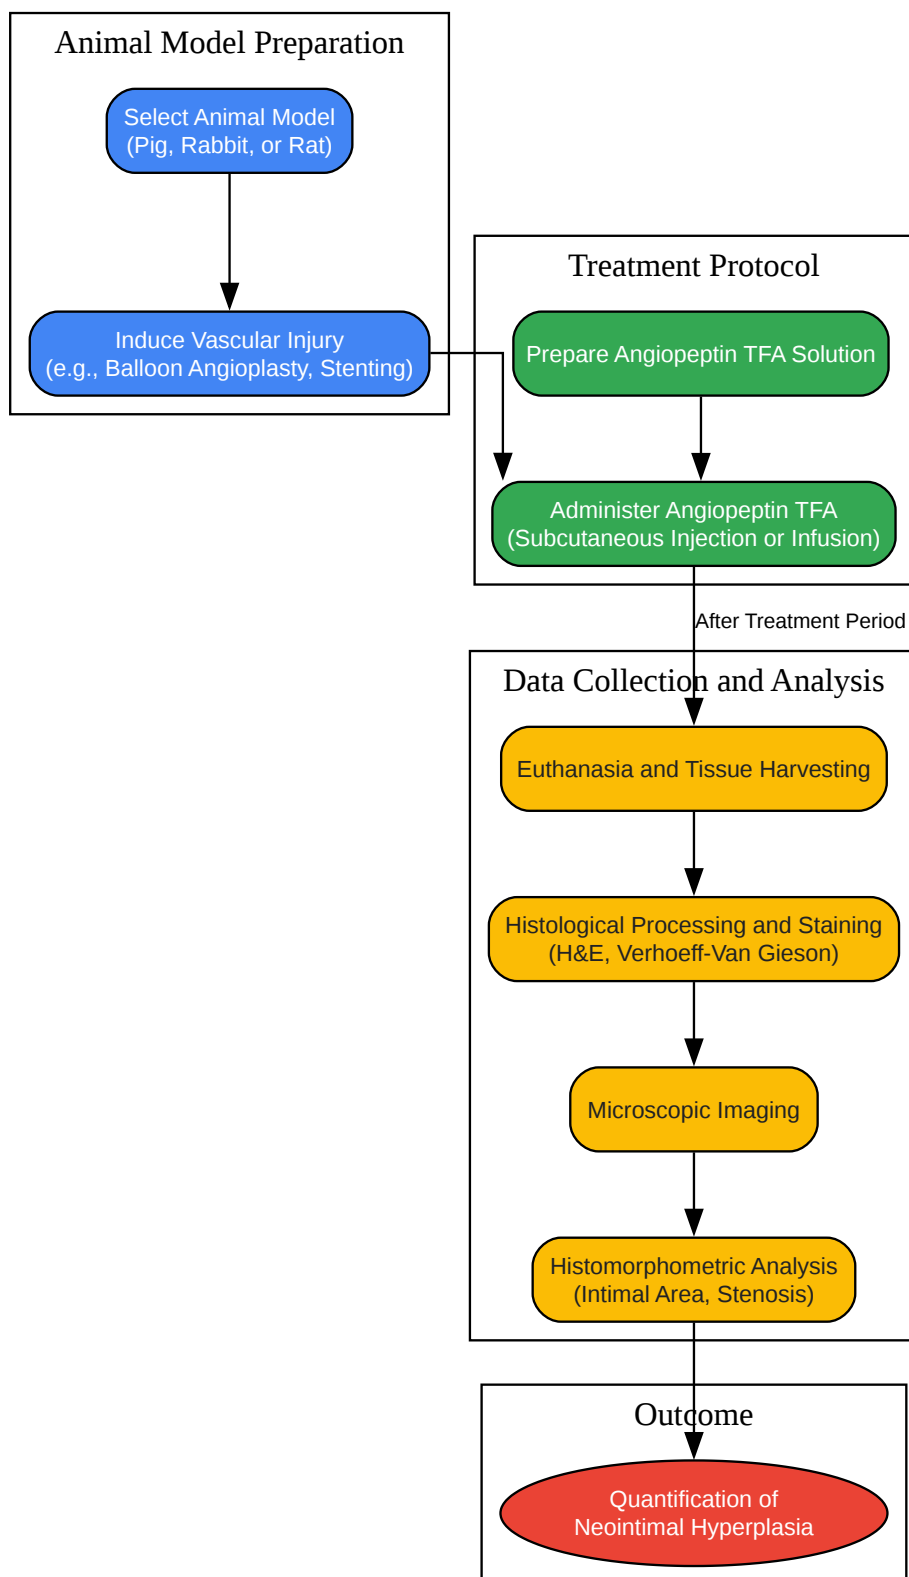 Animal Model Preparation
Select Animal Model
(Pig, Rabbit, or Rat)
Induce Vascular Injury
(e.g., Balloon Angioplasty, Stenting)
Treatment Protocol
Prepare Angiopeptin TFA Solution
Administer Angiopeptin TFA
(Subcutaneous Injection or Infusion)
After Treatment Period
Data Collection and Analysis
Euthanasia and Tissue Harvesting
Histological Processing and Staining
(H&E, Verhoeff-Van Gieson)
Microscopic Imaging
Histomorphometric Analysis
(Intimal Area, Stenosis)
Outcome
Quantification of
Neointimal Hyperplasia